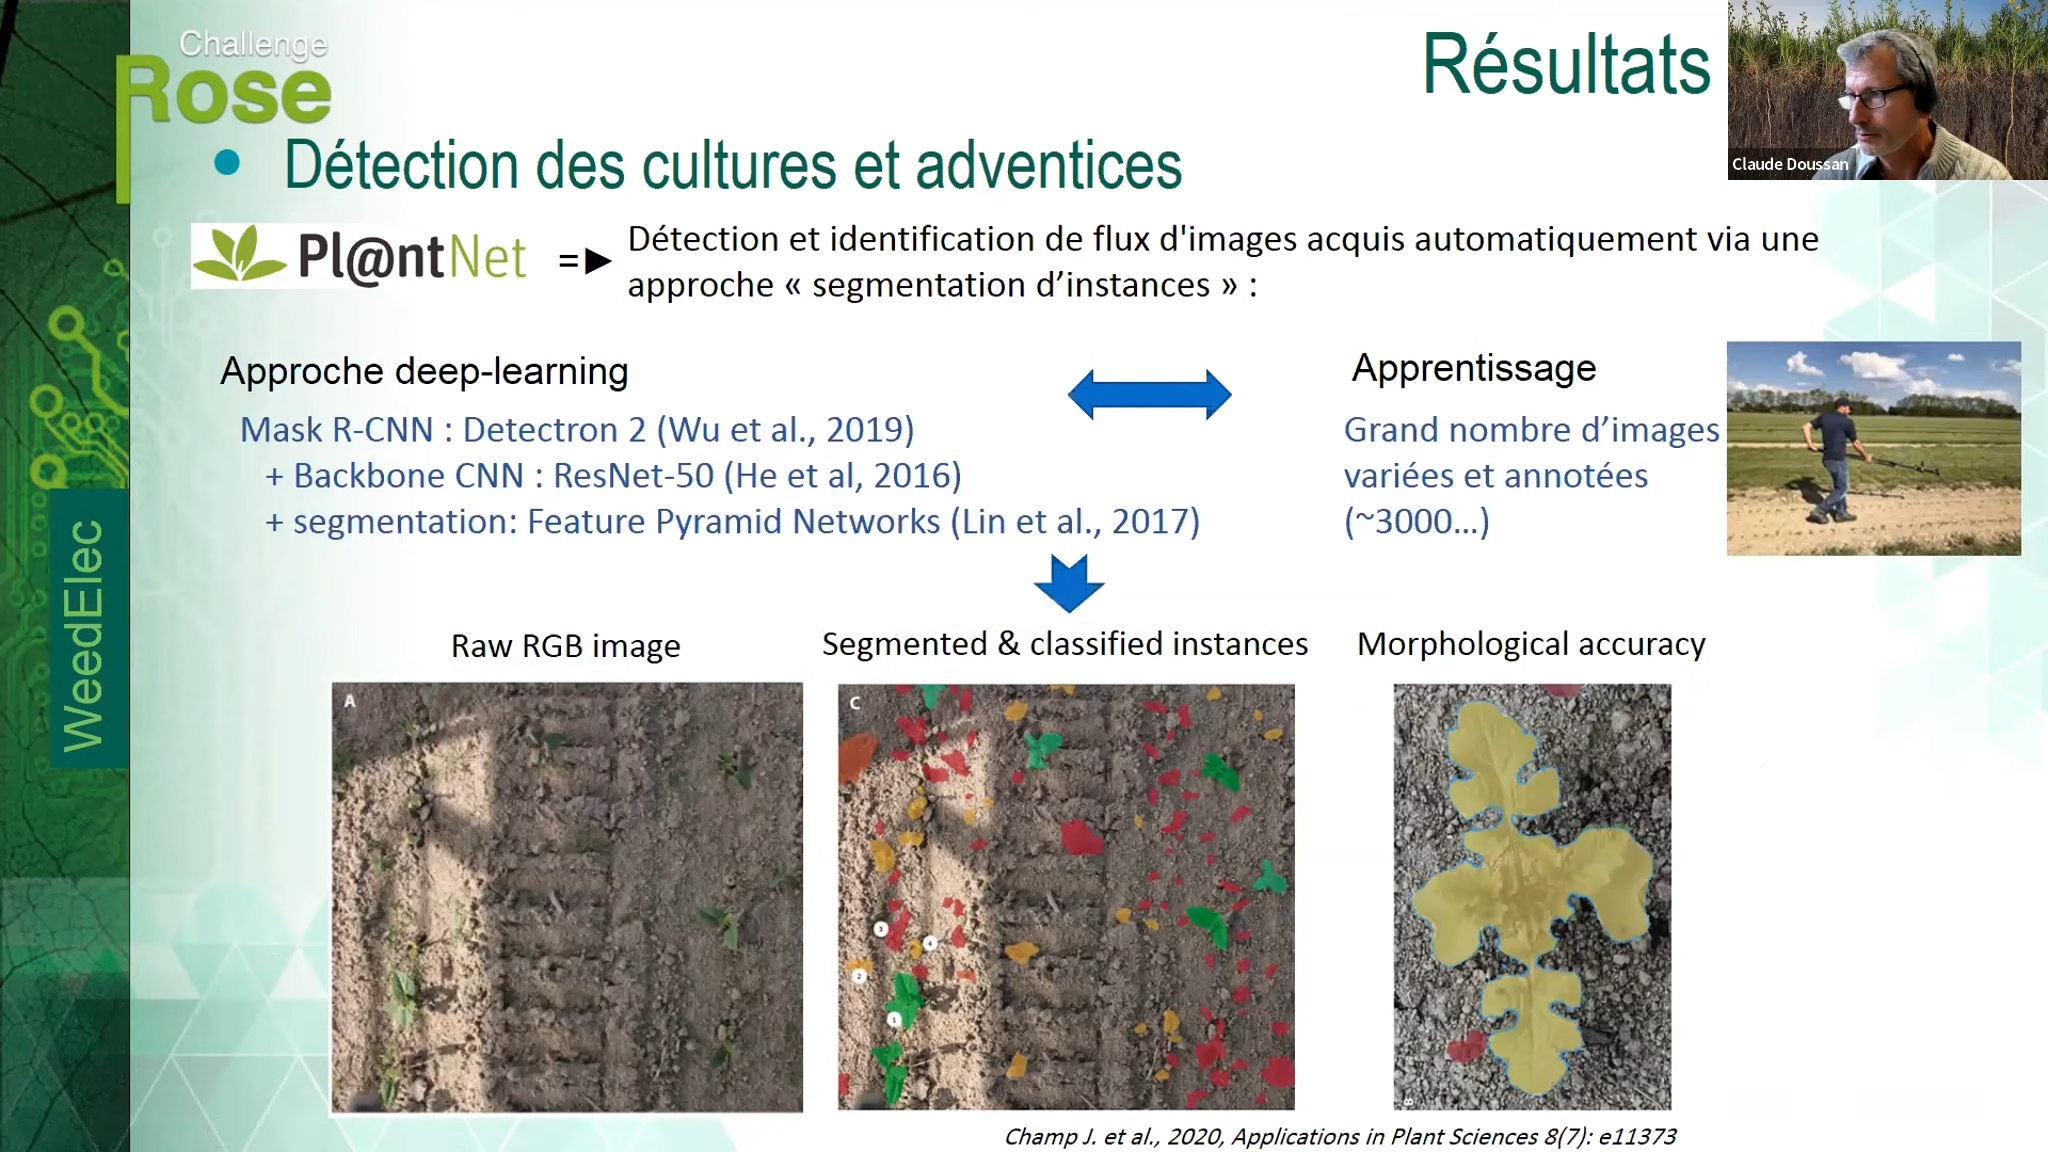 Challenge
Rose
Résultats
Claude Doussan
• Détection des cultures et adventices
Pl@ntNet
=► Détection et identification de flux d'images acquis automatiquement via une
approche « segmentation d’instances » :
Approche deep-learning
Mask R-CNN : Detectron 2 (Wu et al., 2019)
+ Backbone CNN : ResNet-50 (He et al, 2016)
+ segmentation: Feature Pyramid Networks (Lin et al., 2017)
Apprentissage
Grand nombre d’images
variées et annotées
(~3000…)
WeedElec
Raw RGB image
Segmented & classified instances
Morphological accuracy
A
C
3
4
2
1
B
Champ J. et al., 2020, Applications in Plant Sciences 8(7): e11373